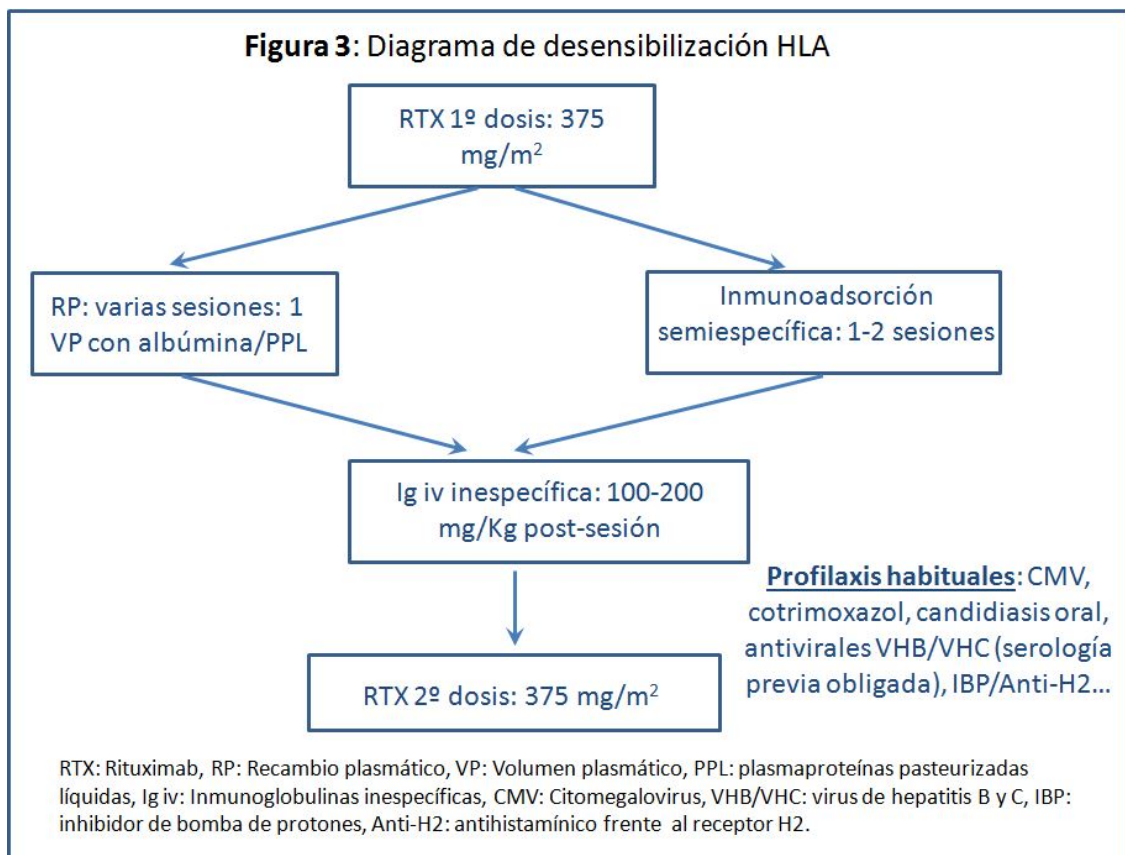 Figura 3: Diagrama de desensibilización HLA
RTX 1º dosis: 375
mg/m²
RP: varias sesiones: 1
VP con albúmina/PPL
Inmunoadsorción
semiespecífica: 1-2 sesiones
Ig iv inespecífica: 100-200
mg/Kg post-sesión
Profilaxis habituales: CMV,
cotrimoxazol, candidiasis oral,
antivirales VHB/VHC (serología
previa obligada), IBP/Anti-H2...
RTX 2º dosis: 375 mg/m²
RTX: Rituximab, RP: Recambio plasmático, VP: Volumen plasmático, PPL: plasmaproteínas pasteurizadas
líquidas, Ig iv: Inmunoglobulinas inespecíficas, CMV: Citomegalovirus, VHB/VHC: virus de hepatitis B y C, IBP:
inhibidor de bomba de protones, Anti-H2: antihistamínico frente al receptor H2.